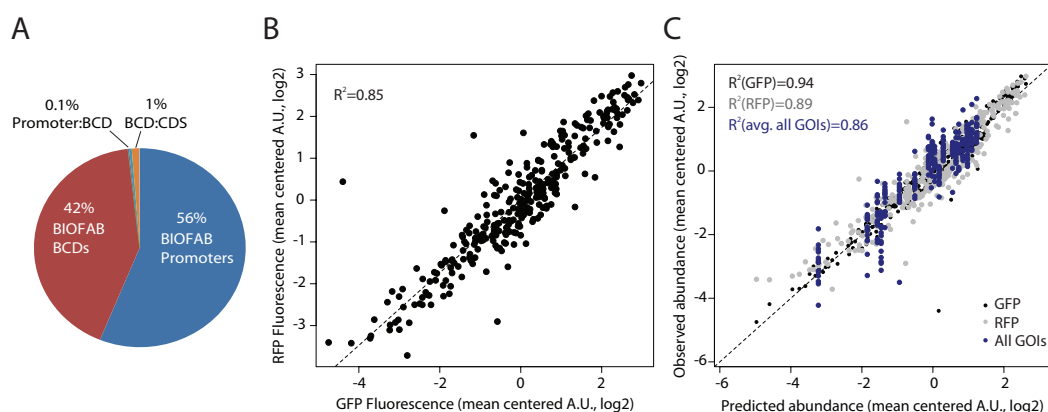 A
0.1%
Promoter:BCD
1%
BCD:CDS
42%
BIOFAB
BCDs
56%
BIOFAB
Promoters
B
R²=0.85
3
2
1
0
-1
-2
-3
RFP Fluorescence (mean centered A.U., log2)
-4
-2
0
2
GFP Fluorescence (mean centered A.U., log2)
C
R²(GFP)=0.94
R²(RFP)=0.89
R²(avg. all GOIs)=0.86
2
0
-2
-4
-6
Observed abundance (mean centered A.U., log2)
GFP
RFP
All GOIs
-6
-4
-2
0
2
Predicted abundance (mean centered A.U., log2)